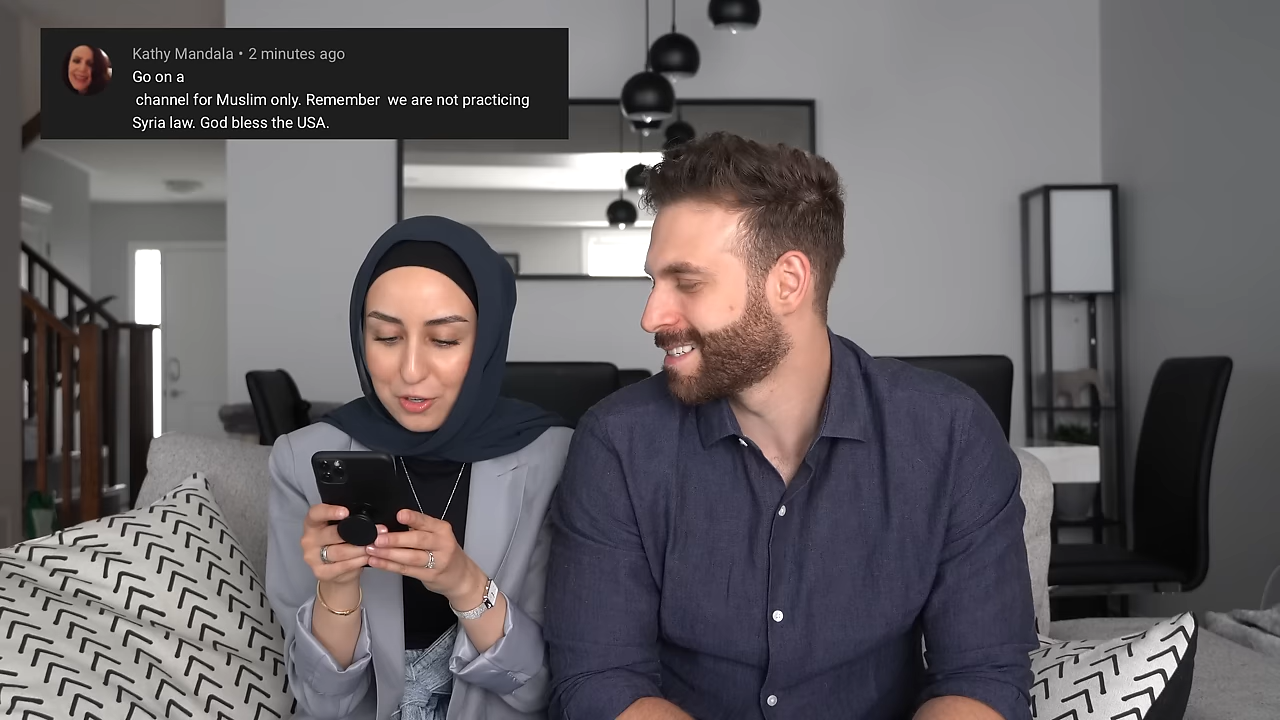 Kathy Mandala • 2 minutes ago
Go on a
channel for Muslim only. Remember  we are not practicing
Syria law. God bless the USA.